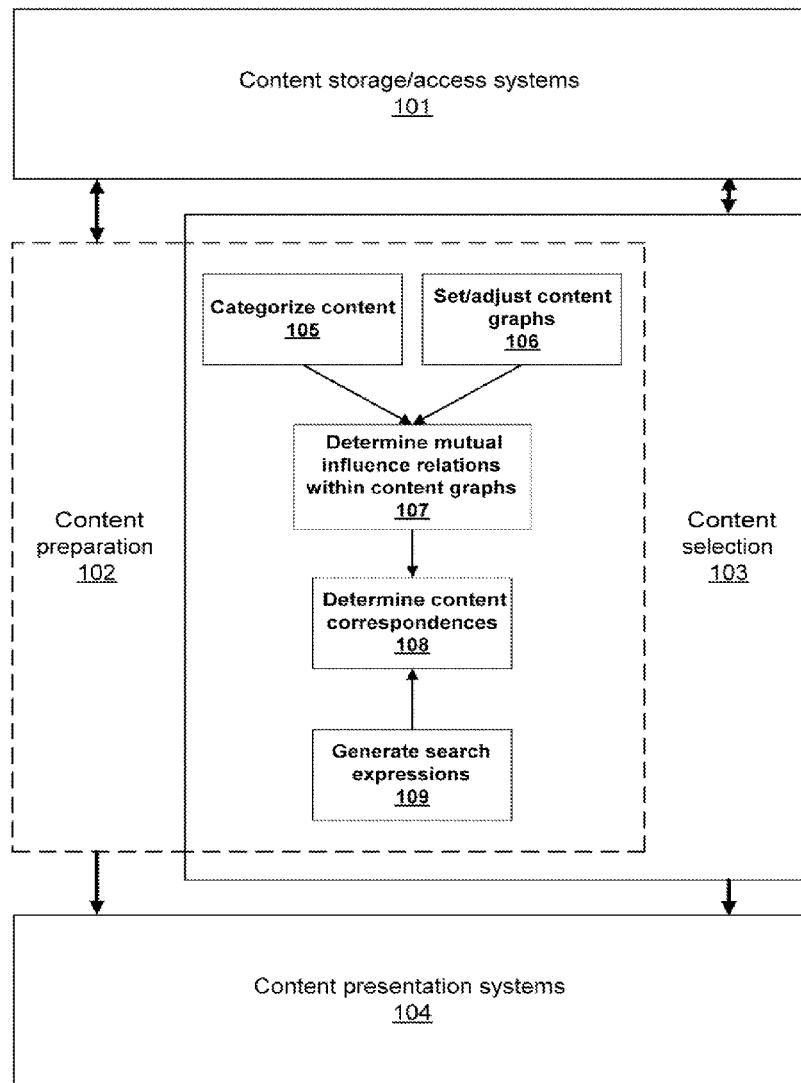 Content storage/access systems
101
Categorize content
105
Set/adjust content
graphs
106
Determine mutual
influence relations
within content graphs
107
Content
preparation
102
Content
selection
103
Determine content
correspondences
108
Generate search
expressions
109
Content presentation systems
104